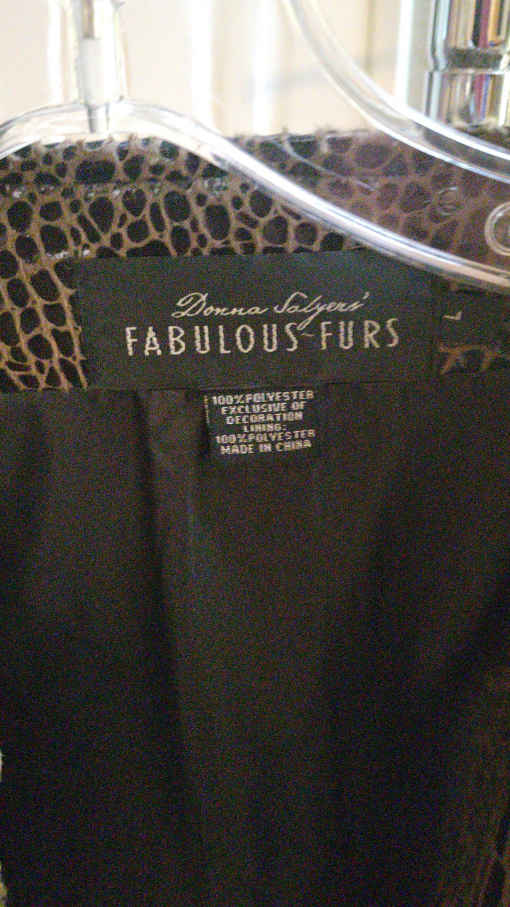 Donna Salyers'
FABULOUS-FURS
L
100% POLYESTER
EXCLUSIVE OF
DECORATION
LINING:
100% POLYESTER
MADE IN CHINA